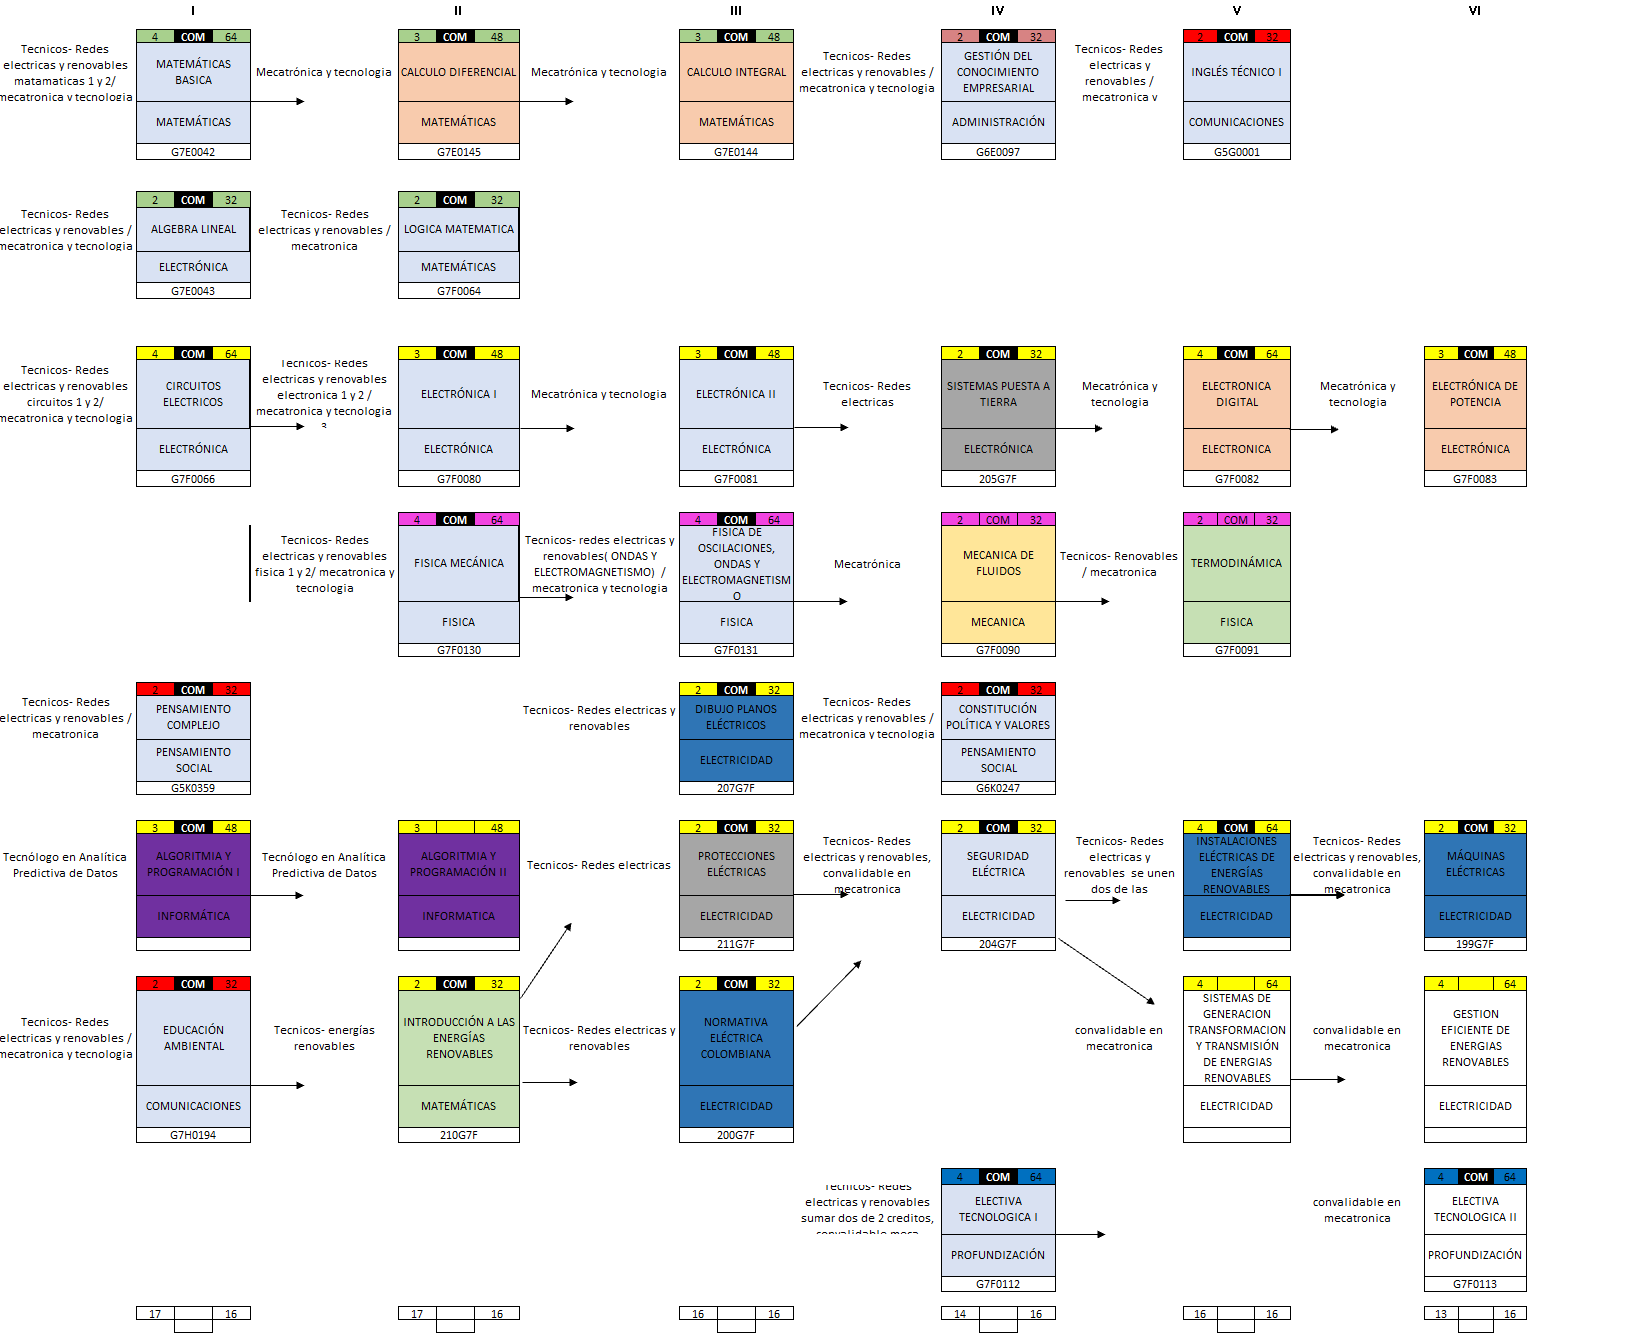 I II III IV V VI
4 COM 64
3 COM 48
3 COM 48
2 COM 32
2 COM 32
Tecnicos- Redes
electricas y renovables
matamaticas 1 y 2/
mecatronica y tecnologia
MATEMÁTICAS
BASICA
MATEMÁTICAS
G7E0042
Mecatrónica y tecnologia
CALCULO DIFERENCIAL
MATEMÁTICAS
G7E0145
Mecatrónica y tecnologia
CALCULO INTEGRAL
MATEMÁTICAS
G7E0144
Tecnicos- Redes
electricas y renovables /
mecatronica y tecnologia
GESTIÓN DEL
CONOCIMIENTO
EMPRESARIAL
ADMINISTRACIÓN
G6E0097
Tecnicos- Redes
electricas y
renovables /
mecatronica y
INGLÉS TÉCNICO I
COMUNICACIONES
G5G0001
2 COM 32
2 COM 32
Tecnicos- Redes
electricas y renovables /
mecatronica y tecnologia
ALGEBRA LINEAL
ELECTRÓNICA
G7E0043
Tecnicos- Redes
electricas y renovables /
mecatronica
LOGICA MATEMATICA
MATEMÁTICAS
G7F0064
4 COM 64
3 COM 48
3 COM 48
2 COM 32
4 COM 64
3 COM 48
Tecnicos- Redes
electricas y renovables
circuitos 1 y 2/
mecatronica y tecnologia
CIRCUITOS
ELECTRICOS
ELECTRÓNICA
G7F0066
Tecnicos- Redes
electricas y renovables
electronica 1 y 2 /
mecatronica y tecnologia
3
ELECTRÓNICA I
ELECTRÓNICA
G7F0080
Mecatrónica y tecnologia
ELECTRÓNICA II
ELECTRÓNICA
G7F0081
Tecnicos- Redes
electricas
SISTEMAS PUESTA A
TIERRA
ELECTRÓNICA
205G7F
Mecatrónica y
tecnologia
ELECTRONICA
DIGITAL
ELECTRONICA
G7F0082
Mecatrónica y
tecnologia
ELECTRÓNICA DE
POTENCIA
ELECTRÓNICA
G7F0083
4 COM 64
4 COM 64
2 COM 32
2 COM 32
Tecnicos- Redes
electricas y renovables
fisica 1 y 2/ mecatronica y
tecnologia
FISICA MECÁNICA
FISICA
G7F0130
Tecnicos- redes electricas y
renovables( ONDAS Y
ELECTROMAGNETISMO) /
mecatronica y tecnologia
FISICA DE
OSCILACIONES,
ONDAS Y
ELECTROMAGNETISM
O
FISICA
G7F0131
Mecatrónica
MECANICA DE
FLUIDOS
MECANICA
G7F0090
Tecnicos- Renovables
/ mecatronica
TERMODINÁMICA
FISICA
G7F0091
2 COM 32
2 COM 32
2 COM 32
Tecnicos- Redes
electricas y renovables /
mecatronica
PENSAMIENTO
COMPLEJO
PENSAMIENTO
SOCIAL
G5K0359
Tecnicos- Redes electricas y
renovables
DIBUJO PLANOS
ELÉCTRICOS
ELECTRICIDAD
207G7F
Tecnicos- Redes
electricas y renovables /
mecatronica y tecnologia
CONSTITUCIÓN
POLÍTICA Y VALORES
PENSAMIENTO
SOCIAL
G6K0247
3 COM 48
3 48
2 COM 32
2 COM 32
4 COM 64
2 COM 32
Tecnólogo en Analítica
Predictiva de Datos
ALGORITMIA Y
PROGRAMACIÓN I
INFORMÁTICA
Tecnólogo en Analítica
Predictiva de Datos
ALGORITMIA Y
PROGRAMACIÓN II
INFORMATICA
Tecnicos- Redes electricas
PROTECCIONES
ELÉCTRICAS
ELECTRICIDAD
211G7F
Tecnicos- Redes
electricas y renovables,
convalidable en
mecatronica
SEGURIDAD
ELÉCTRICA
ELECTRICIDAD
204G7F
Tecnicos- Redes
electricas y
renovables se unen
dos de las
INSTALACIONES
ELÉCTRICAS DE
ENERGÍAS
RENOVABLES
ELECTRICIDAD
Tecnicos- Redes
electricas y renovables,
convalidable en
mecatronica
MÁQUINAS
ELÉCTRICAS
ELECTRICIDAD
199G7F
2 COM 32
2 COM 32
2 COM 32
4 64
4 64
Tecnicos- Redes
electricas y renovables /
mecatronica y tecnologia
EDUCACIÓN
AMBIENTAL
COMUNICACIONES
G7H0194
Tecnicos- energías
renovables
INTRODUCCIÓN A LAS
ENERGÍAS
RENOVABLES
MATEMÁTICAS
210G7F
Tecnicos- Redes electricas y
renovables
NORMATIVA
ELÉCTRICA
COLOMBIANA
ELECTRICIDAD
200G7F
convalidable en
mecatronica
SISTEMAS DE
GENERACION
TRANSFORMACION
Y TRANSMISIÓN
DE ENERGIAS
RENOVABLES
ELECTRICIDAD
convalidable en
mecatronica
GESTION
EFICIENTE DE
ENERGIAS
RENOVABLES
ELECTRICIDAD
4 COM 64
4 COM 64
Tecnicos- Redes
electricas y renovables
sumar dos de 2 creditos,
convalidable meca
ELECTIVA
TECNOLOGICA I
PROFUNDIZACIÓN
G7F0112
convalidable en
mecatronica
ELECTIVA
TECNOLOGICA II
PROFUNDIZACIÓN
G7F0113
17 16
17 16
16 16
14 16
16 16
13 16